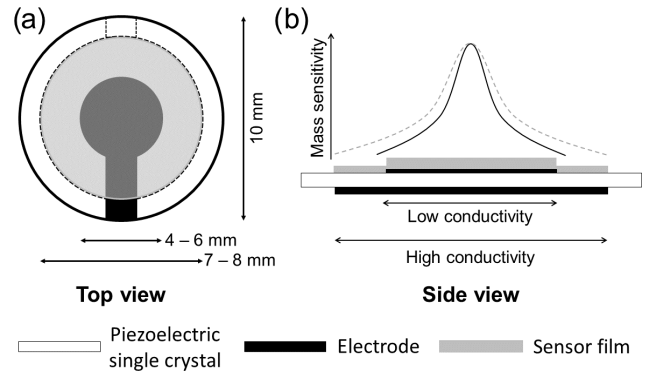 (a)
10 mm
4 – 6 mm
7 – 8 mm
Top view
(b)
Mass sensitivity
Low conductivity
High conductivity
Side view
Piezoelectric
single crystal
Electrode
Sensor film